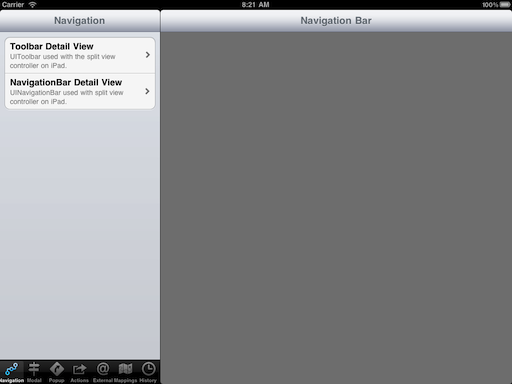 Carrier 8:21 AM 100%
Navigation
Navigation Bar
Toolbar Detail View
UIToolbar used with the split view
controller on iPad.
NavigationBar Detail View
UINavigationBar used with split view
controller on iPad.
Navigation Modal Popup Actions External Mappings History